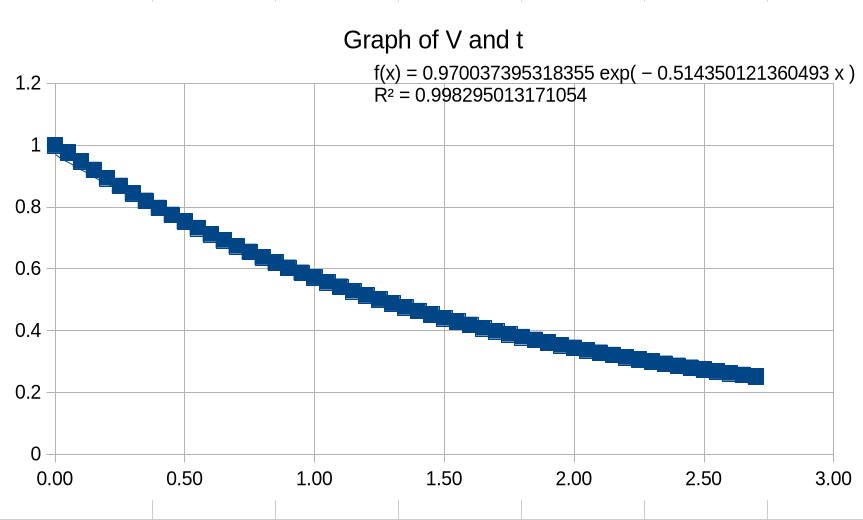 Graph of V and t
f(x) = 0.970037395318355 exp( − 0.514350121360493 x )
R² = 0.998295013171054
1.2
1
0.8
0.6
0.4
0.2
0
0.00 0.50 1.00 1.50 2.00 2.50 3.00